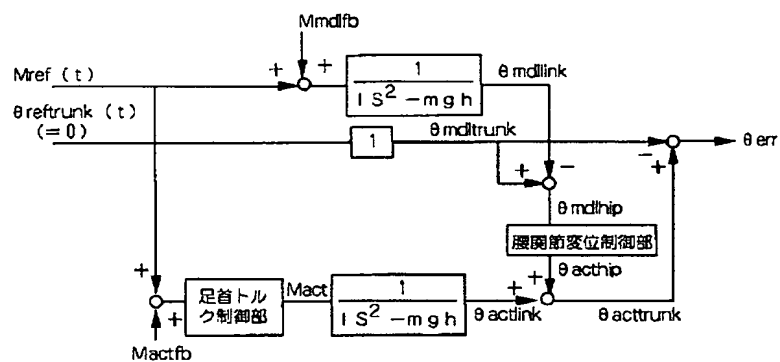 Mmdlfb
Mref (t)
+
+
1
I S² - m g h
θ mdllink
θ reftrunk (t)
(=0)
1
θ mdltrunk
-
+
θ err
+
-
θ mdlhip
腰関節変位制御部
θ acthip
+
+
足首トル
ク制御部
Mact
1
I S² - m g h
θ actlink
+
+
θ acttrunk
Mactfb